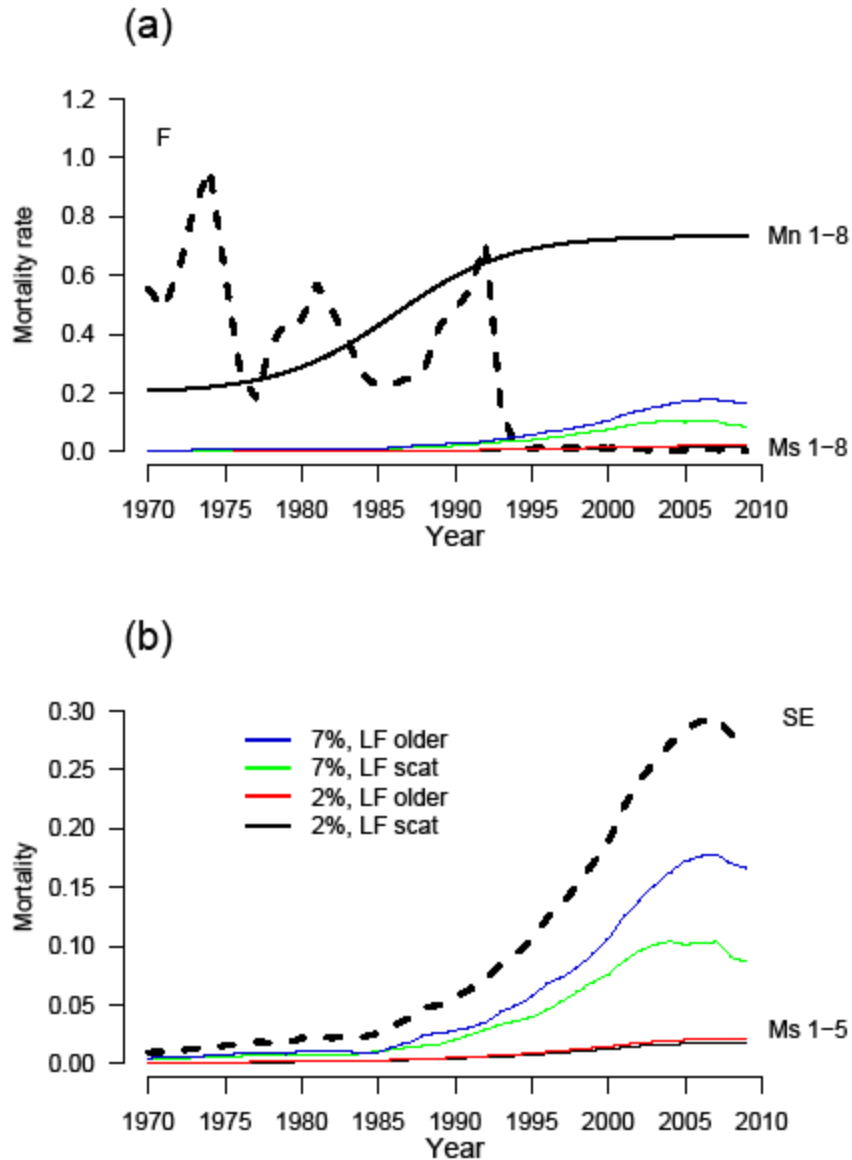 (a)
1.2
F
1.0
0.8
Mn 1−8
0.6
0.4
0.2
0.0
Ms 1−8
Mortality rate
1970 1975 1980 1985 1990 1995 2000 2005 2010
Year
(b)
0.30
SE
7%, LF older
0.25
7%, LF scat
2%, LF older
0.20
2%, LF scat
0.15
0.10
0.05
Ms 1−5
0.00
Mortality
1970 1975 1980 1985 1990 1995 2000 2005 2010
Year